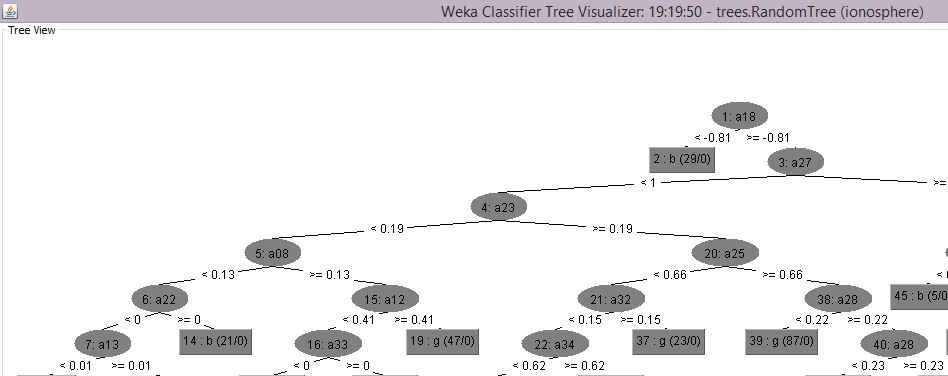 Weka Classifier Tree Visualizer: 19:19:50 - trees.RandomTree (ionosphere)
Tree View
1: a18
< -0.81 >= -0.81
2 : b (29/0) 3: a27
< 1 >=
4: a23
< 0.19 >= 0.19
5: a08 20: a25
< 0.13 >= 0.13 < 0.66 >= 0.66
6: a22 15: a12 21: a32 38: a28 45 : b (5/0
< 0 >= 0 < 0.41 >= 0.41 < 0.15 >= 0.15 < 0.22 >= 0.22
7: a13 14 : b (21/0) 16: a33 19 : g (47/0) 22: a34 37 : g (23/0) 39 : g (87/0) 40: a28
< 0.01 >= 0.01 < 0 >= 0 < 0.62 >= 0.62 < 0.23 >= 0.23